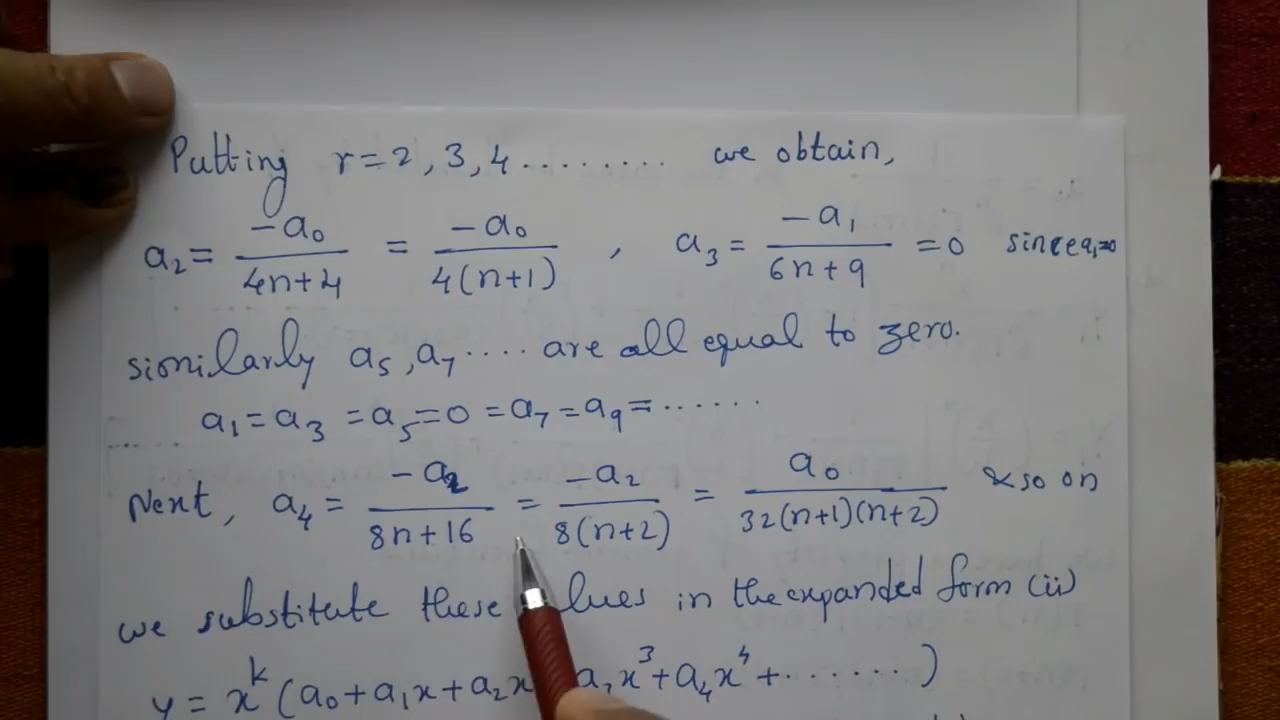 Putting r=2,3,4......... we obtain,
a₂ = -a₀/(4n+4) = -a₀/(4(n+1)) , a₃ = -a₁/(6n+9) = 0 since a₁=0
similarly a₅,a₇.... are all equal to zero.
a₁=a₃=a₅=0=a₇=a₉=......
Next, a₄ = -a₂/(8n+16) = -a₂/(8(n+2)) = a₀/(32(n+1)(n+2)) & so on
we substitute these in the expanded form (ii)
y = xᵏ(a₀+a₁x+a₂x x³+a₄x⁴+.......)